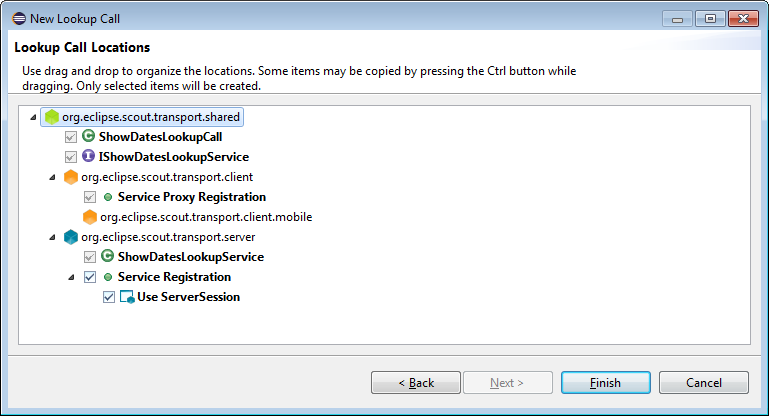 New Lookup Call
Lookup Call Locations
Use drag and drop to organize the locations. Some items may be copied by pressing the Ctrl button while
dragging. Only selected items will be created.
org.eclipse.scout.transport.shared
ShowDatesLookupCall
IShowDatesLookupService
org.eclipse.scout.transport.client
Service Proxy Registration
org.eclipse.scout.transport.client.mobile
org.eclipse.scout.transport.server
ShowDatesLookupService
Service Registration
Use ServerSession
< Back
Next >
Finish
Cancel